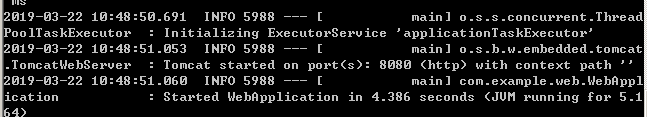 ms
2019-03-22 10:48:50.691  INFO 5988 --- [           main] o.s.s.concurrent.Thread
PoolTaskExecutor  : Initializing ExecutorService 'applicationTaskExecutor'
2019-03-22 10:48:51.053  INFO 5988 --- [           main] o.s.b.w.embedded.tomcat
.TomcatWebServer  : Tomcat started on port(s): 8080 (http) with context path ''
2019-03-22 10:48:51.060  INFO 5988 --- [           main] com.example.web.WebAppl
ication           : Started WebApplication in 4.386 seconds (JVM running for 5.1
64)